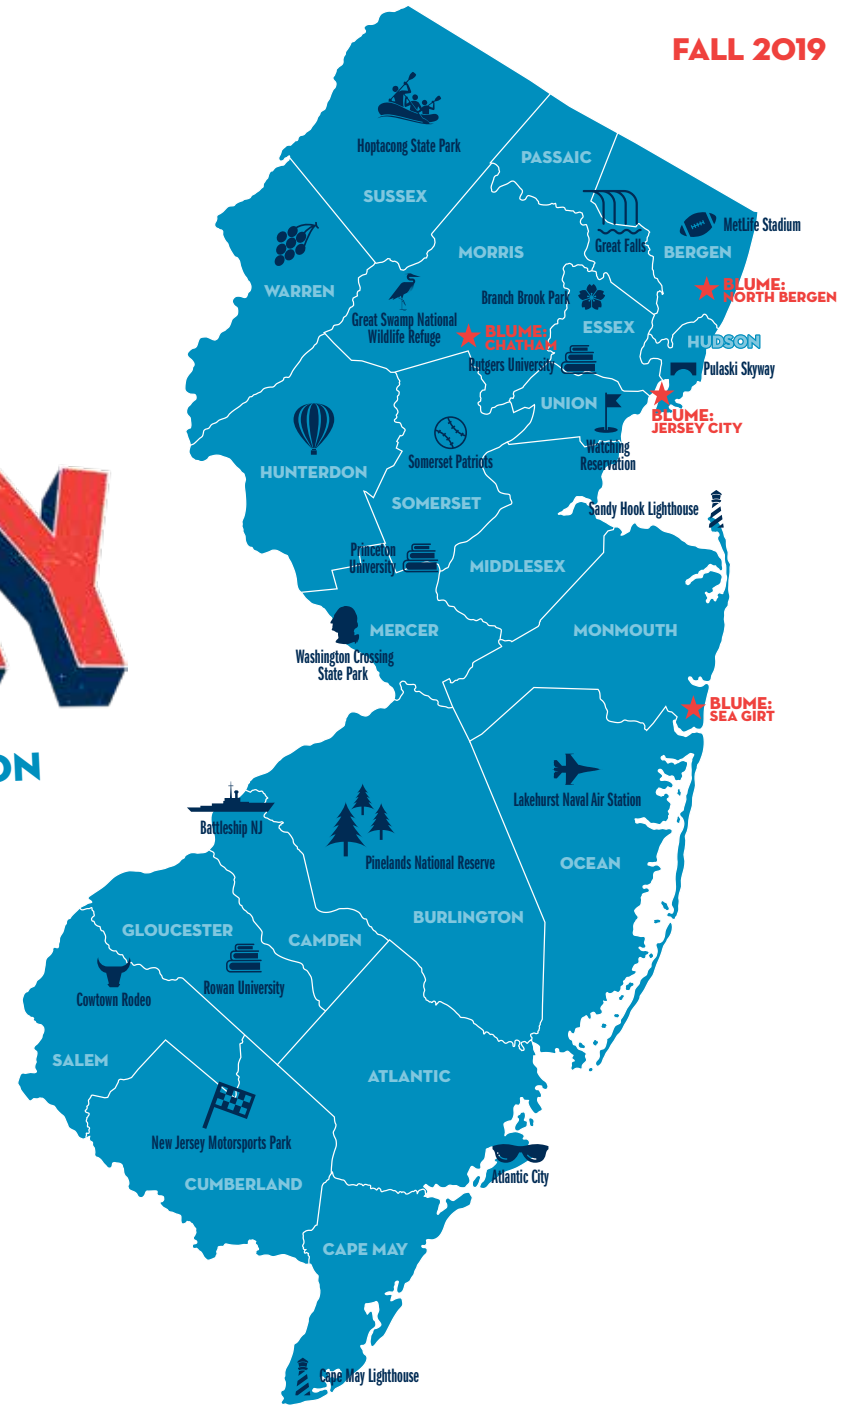 FALL 2019
Hoptacong State Park
PASSAIC
SUSSEX
MetLife Stadium
Great Falls
MORRIS
BERGEN
WARREN
BLUME:
NORTH BERGEN
Branch Brook Park
Great Swamp National
Wildlife Refuge
ESSEX
BLUME:
CHATHAM
HUDSON
Rutgers University
Pulaski Skyway
UNION
BLUME:
JERSEY CITY
Watching
Reservation
HUNTERDON
Somerset Patriots
SOMERSET
Sandy Hook Lighthouse
Princeton
University
MIDDLESEX
MERCER
MONMOUTH
Washington Crossing
State Park
BLUME:
SEA GIRT
Y
ON
Lakehurst Naval Air Station
Battleship NJ
Pinelands National Reserve
OCEAN
BURLINGTON
GLOUCESTER
CAMDEN
Rowan University
Cowtown Rodeo
SALEM
ATLANTIC
New Jersey Motorsports Park
Atlantic City
CUMBERLAND
CAPE MAY
Cape May Lighthouse